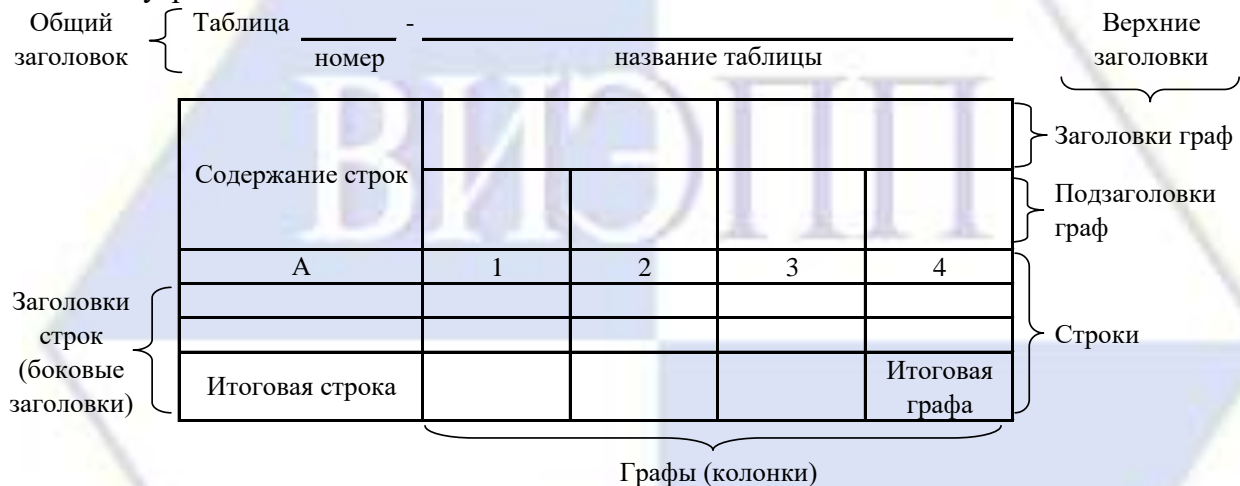 Общий
заголовок
Таблица -
номер
название таблицы
Верхние
заголовки
ВИЭПП
Содержание строк
Заголовки граф
Подзаголовки
граф
А 1 2 3 4
Заголовки
строк
(боковые
заголовки)
Строки
Итоговая строка
Итоговая
графа
Графы (колонки)